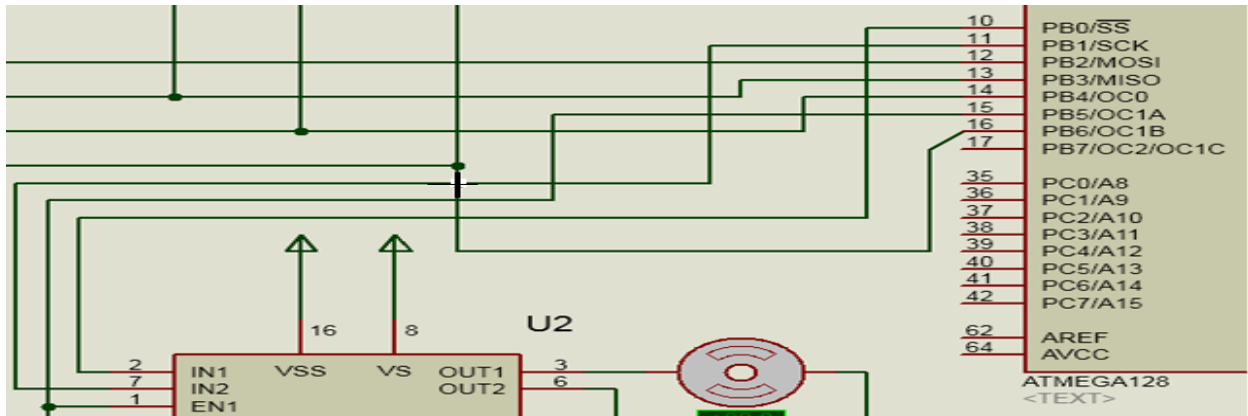 10 PB0/SS
11 PB1/SCK
12 PB2/MOSI
13 PB3/MISO
14 PB4/OC0
15 PB5/OC1A
16 PB6/OC1B
17 PB7/OC2/OC1C
35 PC0/A8
36 PC1/A9
37 PC2/A10
38 PC3/A11
39 PC4/A12
40 PC5/A13
41 PC6/A14
42 PC7/A15
62 AREF
64 AVCC
ATMEGA128
<TEXT>
U2
16 8
2 IN1 VSS VS OUT1 3
7 IN2 OUT2 6
1 EN1